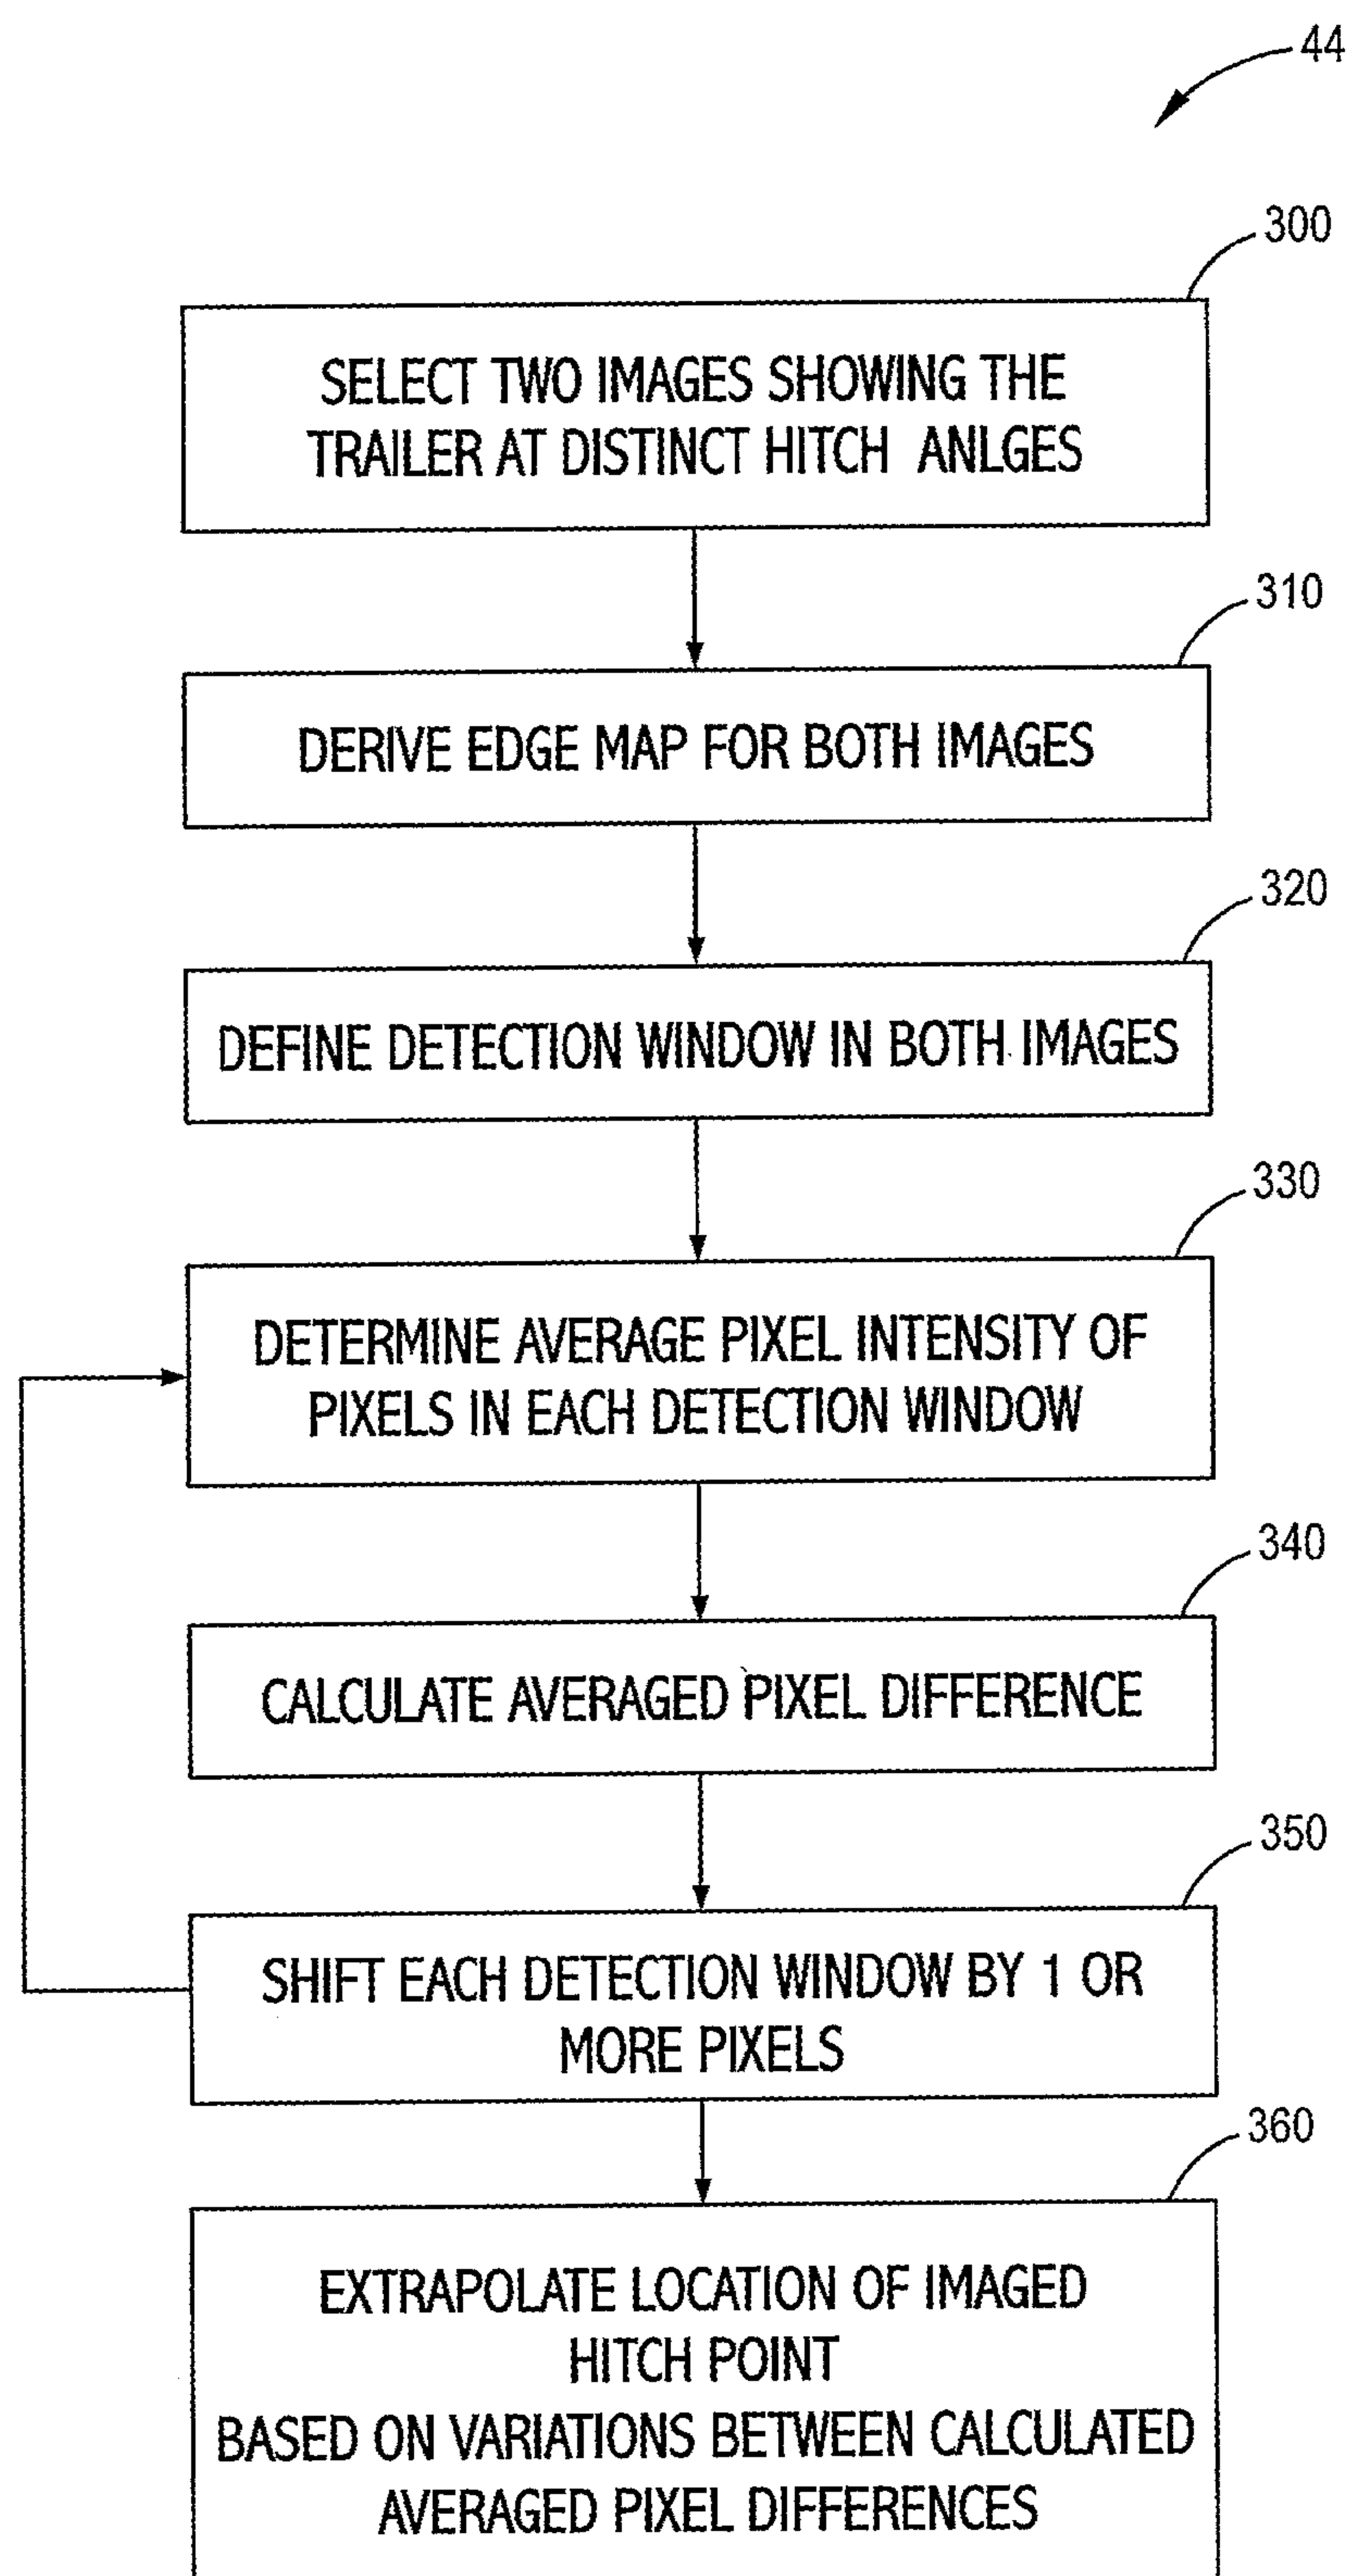 44
300
SELECT TWO IMAGES SHOWING THE
TRAILER AT DISTINCT HITCH ANLGES
310
DERIVE EDGE MAP FOR BOTH IMAGES
320
DEFINE DETECTION WINDOW IN BOTH IMAGES
330
DETERMINE AVERAGE PIXEL INTENSITY OF
PIXELS IN EACH DETECTION WINDOW
340
CALCULATE AVERAGED PIXEL DIFFERENCE
350
SHIFT EACH DETECTION WINDOW BY 1 OR
MORE PIXELS
360
EXTRAPOLATE LOCATION OF IMAGED
HITCH POINT
BASED ON VARIATIONS BETWEEN CALCULATED
AVERAGED PIXEL DIFFERENCES